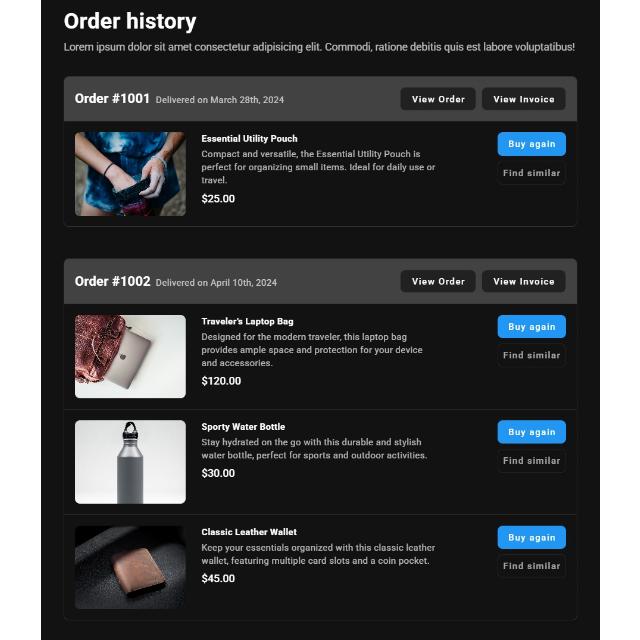 Order history
Lorem ipsum dolor sit amet consectetur adipisicing elit. Commodi, ratione debitis quis est labore voluptatibus!
Order #1001 Delivered on March 28th, 2024
View Order
View Invoice
Essential Utility Pouch
Compact and versatile, the Essential Utility Pouch is
perfect for organizing small items. Ideal for daily use or
travel.
$25.00
Buy again
Find similar
Order #1002 Delivered on April 10th, 2024
View Order
View Invoice
Traveler's Laptop Bag
Designed for the modern traveler, this laptop bag
provides ample space and protection for your device
and accessories.
$120.00
Buy again
Find similar
Sporty Water Bottle
Stay hydrated on the go with this durable and stylish
water bottle, perfect for sports and outdoor activities.
$30.00
Buy again
Find similar
Classic Leather Wallet
Keep your essentials organized with this classic leather
wallet, featuring multiple card slots and a coin pocket.
$45.00
Buy again
Find similar